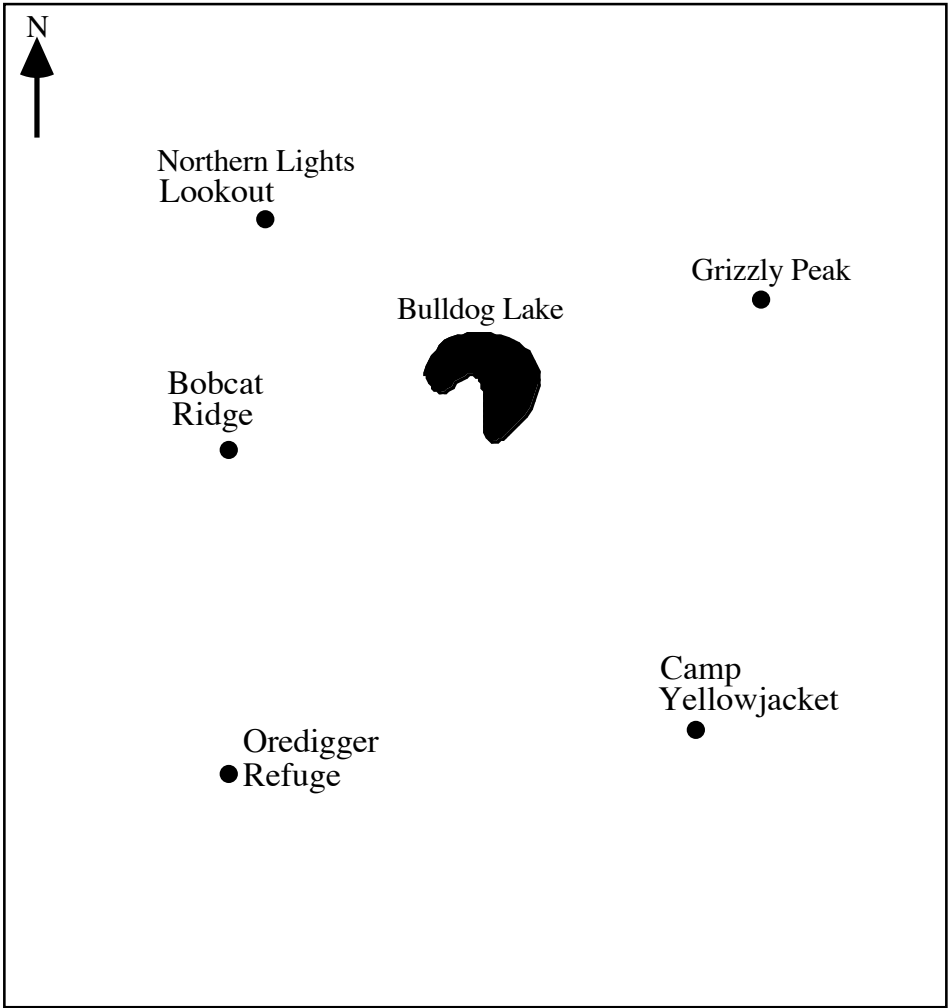 N
Northern Lights
Lookout
Grizzly Peak
Bulldog Lake
Bobcat
Ridge
Camp
Yellowjacket
Oredigger
Refuge